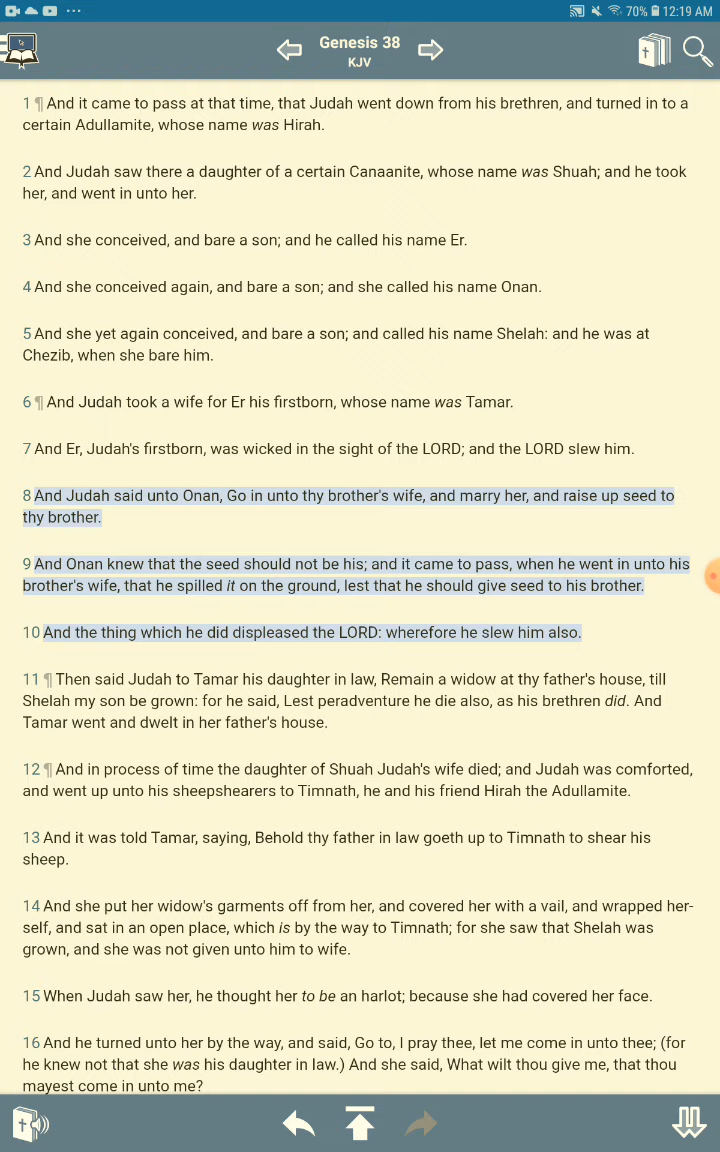 70% 12:19 AM
Genesis 38
KJV
1 ¶ And it came to pass at that time, that Judah went down from his brethren, and turned in to a
certain Adullamite, whose name was Hirah.
2 And Judah saw there a daughter of a certain Canaanite, whose name was Shuah; and he took
her, and went in unto her.
3 And she conceived, and bare a son; and he called his name Er.
4 And she conceived again, and bare a son; and she called his name Onan.
5 And she yet again conceived, and bare a son; and called his name Shelah: and he was at
Chezib, when she bare him.
6 ¶ And Judah took a wife for Er his firstborn, whose name was Tamar.
7 And Er, Judah's firstborn, was wicked in the sight of the LORD; and the LORD slew him.
8 And Judah said unto Onan, Go in unto thy brother's wife, and marry her, and raise up seed to
thy brother.
9 And Onan knew that the seed should not be his; and it came to pass, when he went in unto his
brother's wife, that he spilled it on the ground, lest that he should give seed to his brother.
10 And the thing which he did displeased the LORD: wherefore he slew him also.
11 ¶ Then said Judah to Tamar his daughter in law, Remain a widow at thy father's house, till
Shelah my son be grown: for he said, Lest peradventure he die also, as his brethren did. And
Tamar went and dwelt in her father's house.
12 ¶ And in process of time the daughter of Shuah Judah's wife died; and Judah was comforted,
and went up unto his sheepshearers to Timnath, he and his friend Hirah the Adullamite.
13 And it was told Tamar, saying, Behold thy father in law goeth up to Timnath to shear his
sheep.
14 And she put her widow's garments off from her, and covered her with a vail, and wrapped her-
self, and sat in an open place, which is by the way to Timnath; for she saw that Shelah was
grown, and she was not given unto him to wife.
15 When Judah saw her, he thought her to be an harlot; because she had covered her face.
16 And he turned unto her by the way, and said, Go to, I pray thee, let me come in unto thee; (for
he knew not that she was his daughter in law.) And she said, What wilt thou give me, that thou
mayest come in unto me?